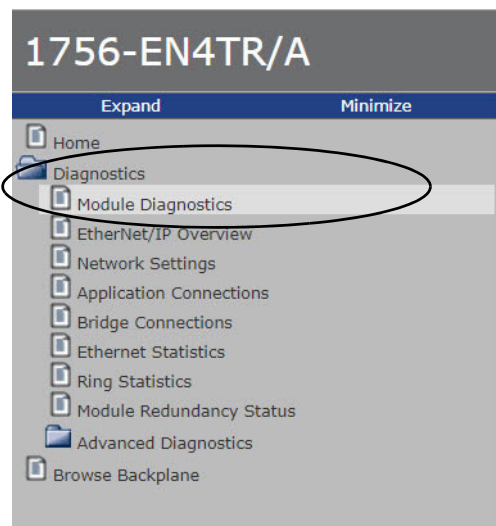 1756-EN4TR/A
Expand Minimize
Home
Diagnostics
Module Diagnostics
EtherNet/IP Overview
Network Settings
Application Connections
Bridge Connections
Ethernet Statistics
Ring Statistics
Module Redundancy Status
Advanced Diagnostics
Browse Backplane